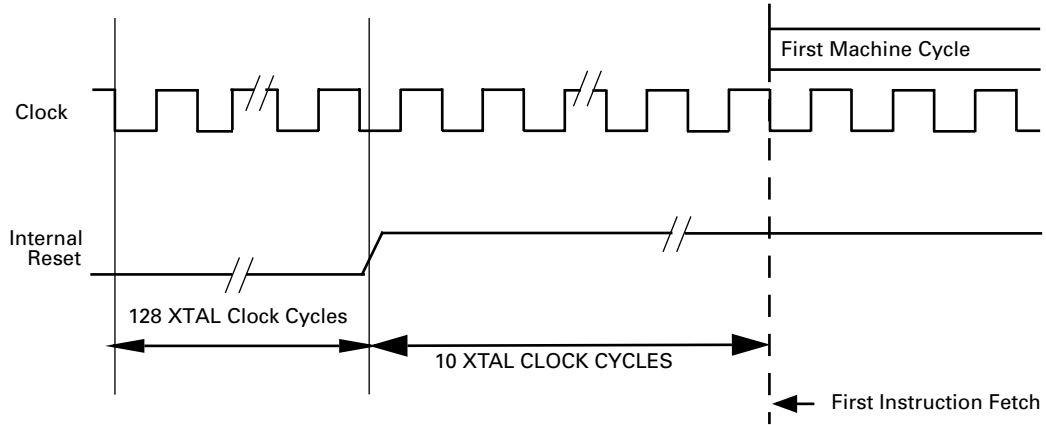 First Machine Cycle
Clock
Internal
Reset
128 XTAL Clock Cycles
10 XTAL CLOCK CYCLES
First Instruction Fetch